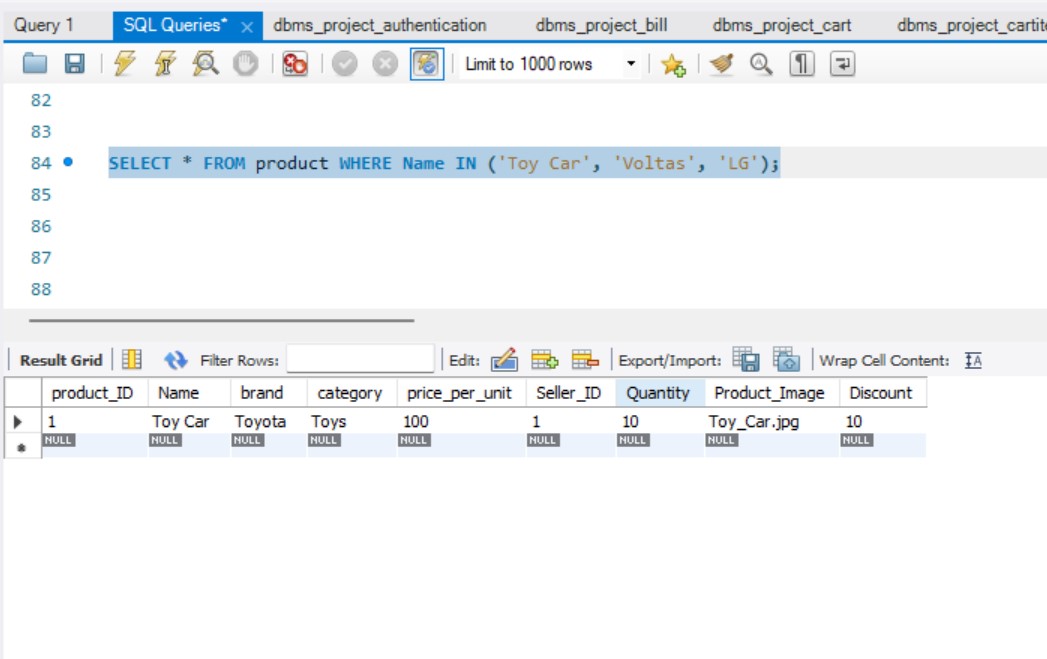 Query 1 SQL Queries* dbms_project_authentication dbms_project_bill dbms_project_cart dbms_project_cartite
Limit to 1000 rows
82
83
84 SELECT * FROM product WHERE Name IN ('Toy Car', 'Voltas', 'LG');
85
86
87
88
Result Grid Filter Rows: Edit: Export/Import: Wrap Cell Content:
product_ID Name brand category price_per_unit Seller_ID Quantity Product_Image Discount
1 Toy Car Toyota Toys 100 1 10 Toy_Car.jpg 10
NULL NULL NULL NULL NULL NULL NULL NULL NULL